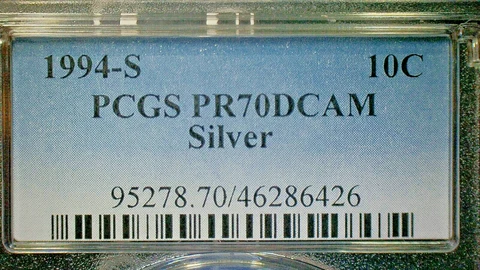 1994-S 10C
PCGS PR70DCAM
Silver
95278.70/46286426